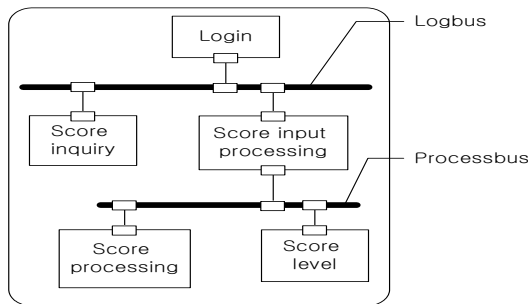 Logbus
Login
Score
inquiry
Score input
processing
Processbus
Score
processing
Score
level